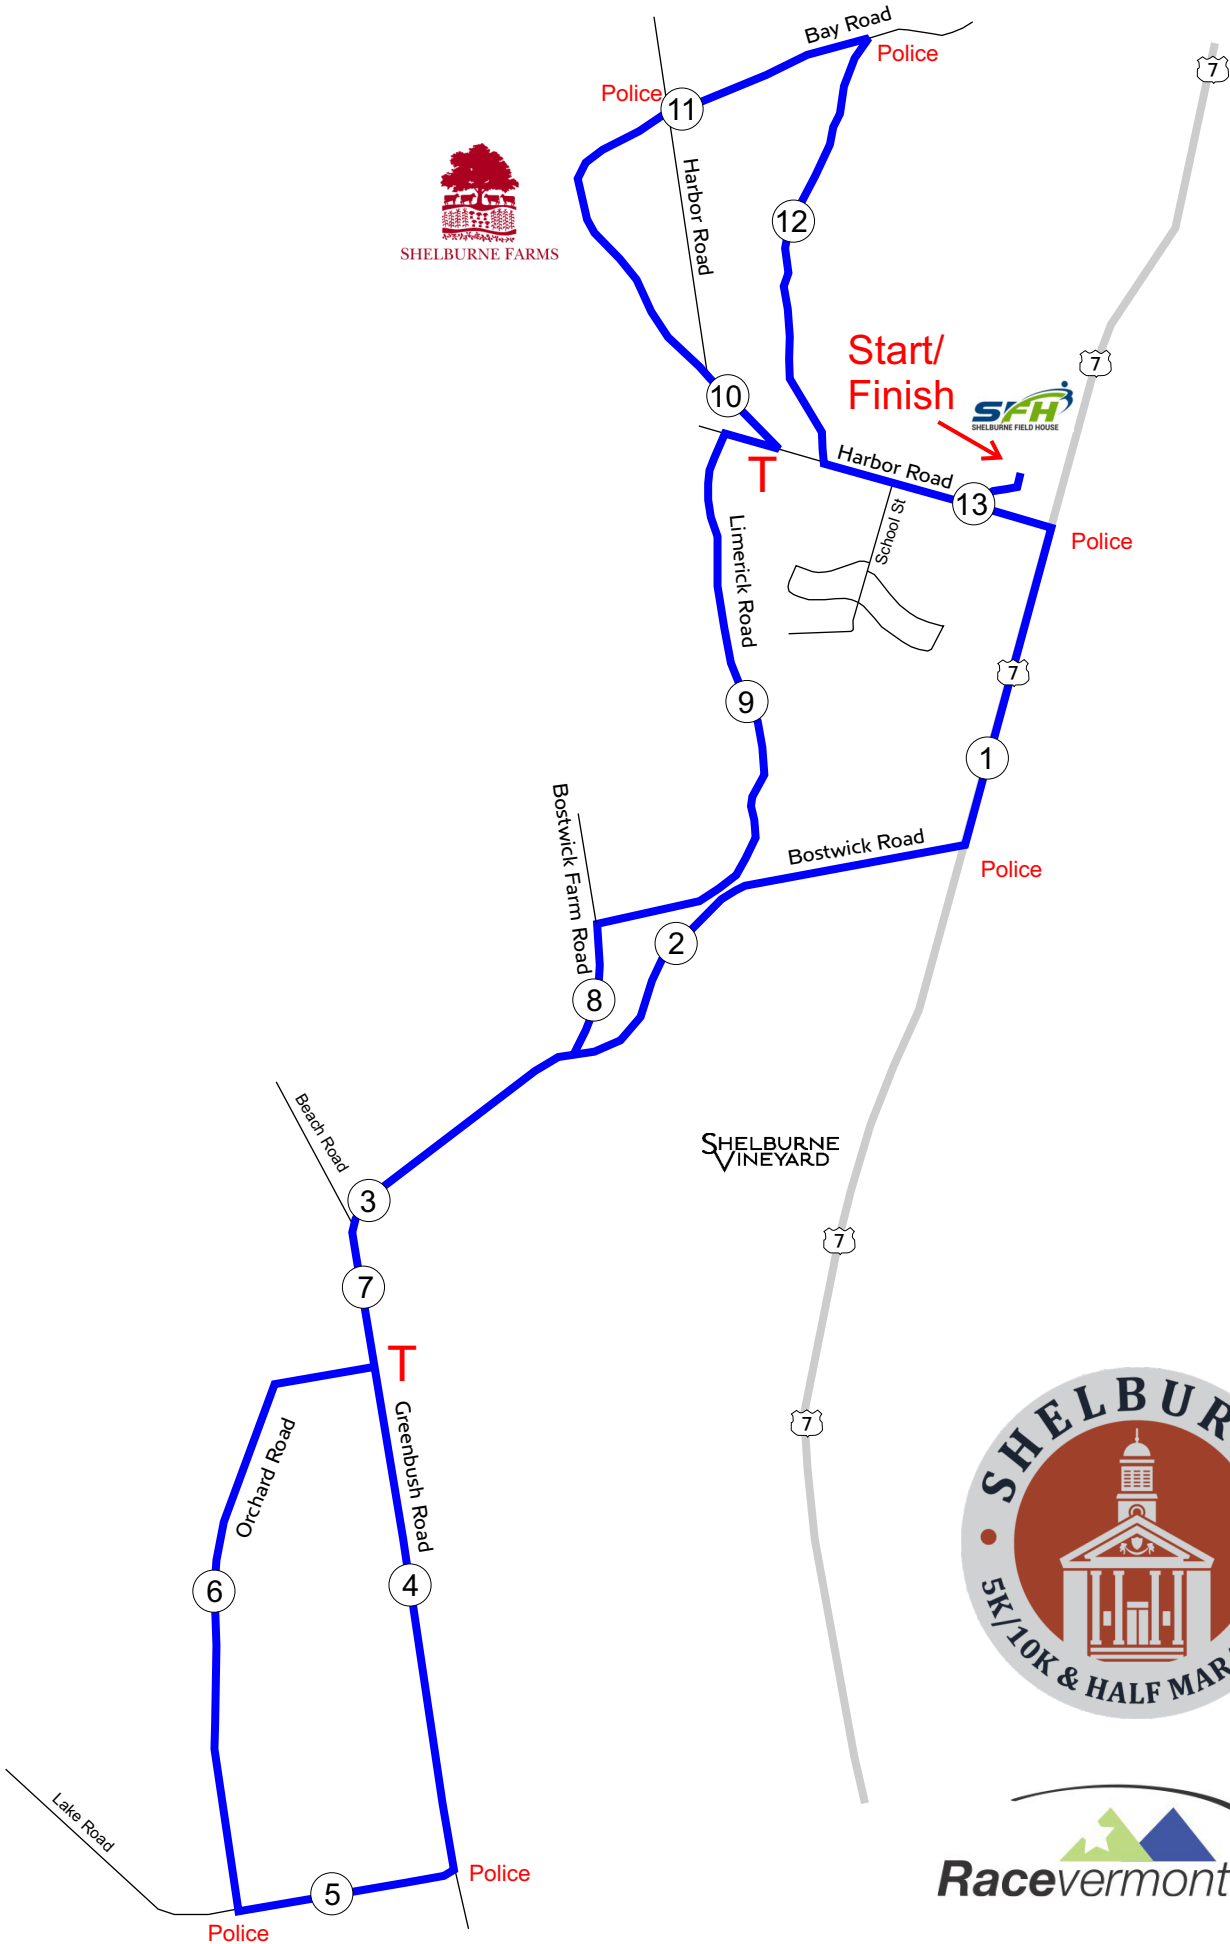 Bay Road
Police
7
Police
11
Harbor Road
12
SHELBURNE FARMS
Start/
Finish
7
SFH
SHELBURNE FIELD HOUSE
10
Harbor Road
T
13
School St
Police
Limerick Road
7
9
1
Bostwick Farm Road
Bostwick Road
Police
2
8
Beach Road
SHELBURNE
VINEYARD
3
7
7
T
Greenbush Road
Orchard Road
7
SHELBUR
5K/10K & HALF MAR
6
4
Lake Road
Police
5
Police
Racevermont